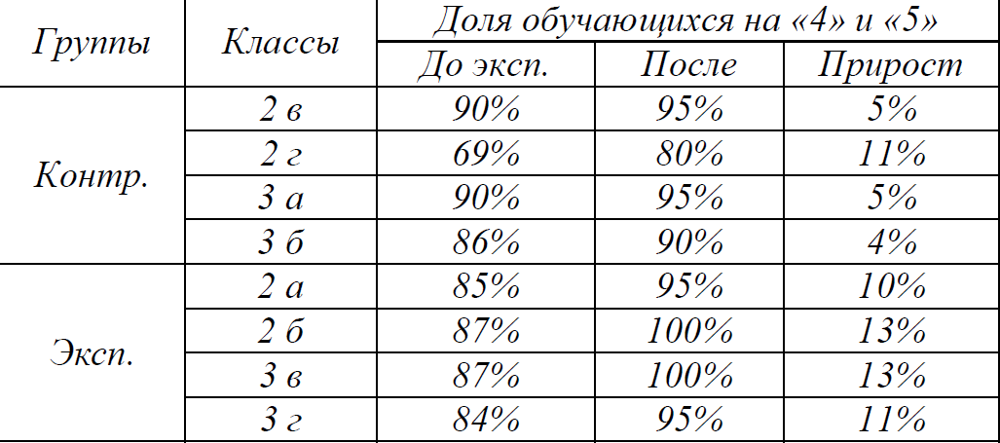 Группы Классы Доля обучающихся на «4» и «5»
До эксп. После Прирост
Контр. 2 в 90% 95% 5%
2 г 69% 80% 11%
3 а 90% 95% 5%
3 б 86% 90% 4%
Эксп. 2 а 85% 95% 10%
2 б 87% 100% 13%
3 в 87% 100% 13%
3 г 84% 95% 11%